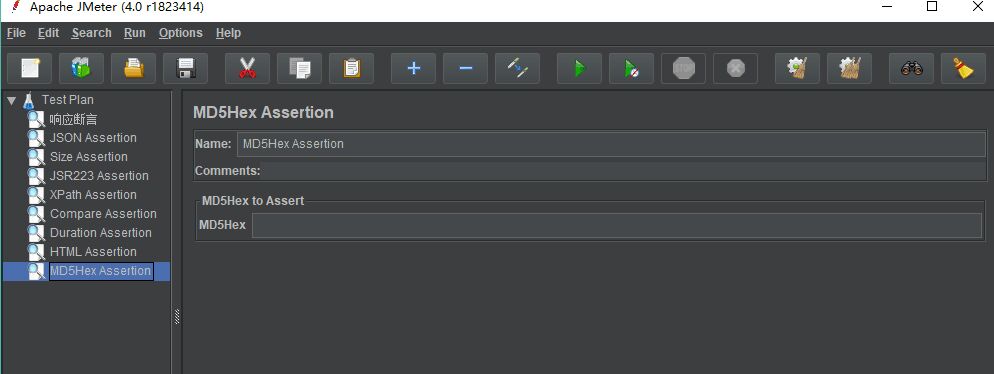 Apache JMeter (4.0 r1823414)
File Edit Search Run Options Help
Test Plan
响应断言
JSON Assertion
Size Assertion
JSR223 Assertion
XPath Assertion
Compare Assertion
Duration Assertion
HTML Assertion
MD5Hex Assertion
MD5Hex Assertion
Name: MD5Hex Assertion
Comments:
MD5Hex to Assert
MD5Hex